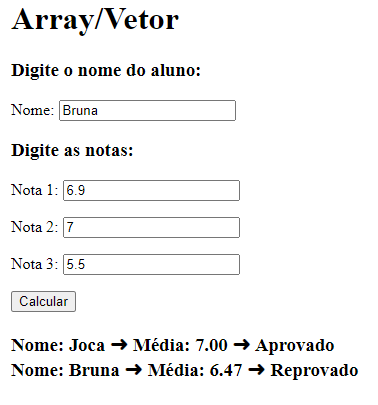 Array/Vetor
Digite o nome do aluno:
Nome: Bruna
Digite as notas:
Nota 1: 6.9
Nota 2: 7
Nota 3: 5.5
Calcular
Nome: Joca ➜ Média: 7.00 ➜ Aprovado
Nome: Bruna ➜ Média: 6.47 ➜ Reprovado